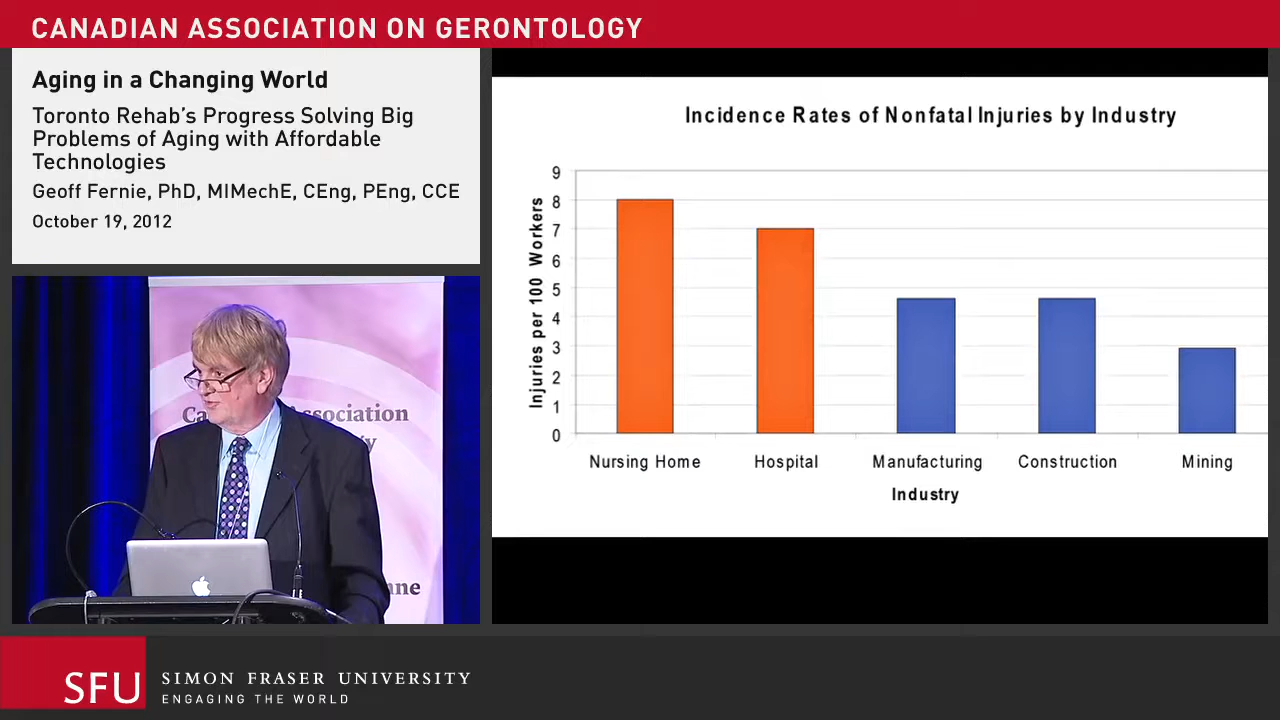 CANADIAN ASSOCIATION ON GERONTOLOGY
Aging in a Changing World
Toronto Rehab's Progress Solving Big
Problems of Aging with Affordable
Technologies
Geoff Fernie, PhD, MIMechE, CEng, PEng, CCE
October 19, 2012
Incidence Rates of Nonfatal Injuries by Industry
Injuries per 100 Workers
9
8
7
6
5
4
3
2
1
0
Nursing Home Hospital Manufacturing Construction Mining
Industry
Association
SFU
SIMON FRASER UNIVERSITY
ENGAGING THE WORLD